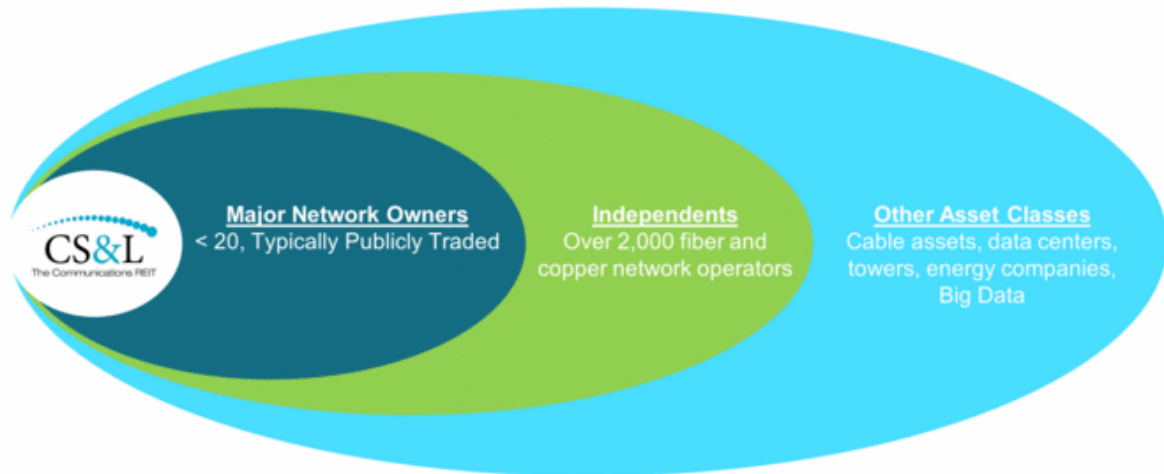 CS&L
The Communications REIT
Major Network Owners
< 20, Typically Publicly Traded
Independents
Over 2,000 fiber and
copper network operators
Other Asset Classes
Cable assets, data centers,
towers, energy companies,
Big Data